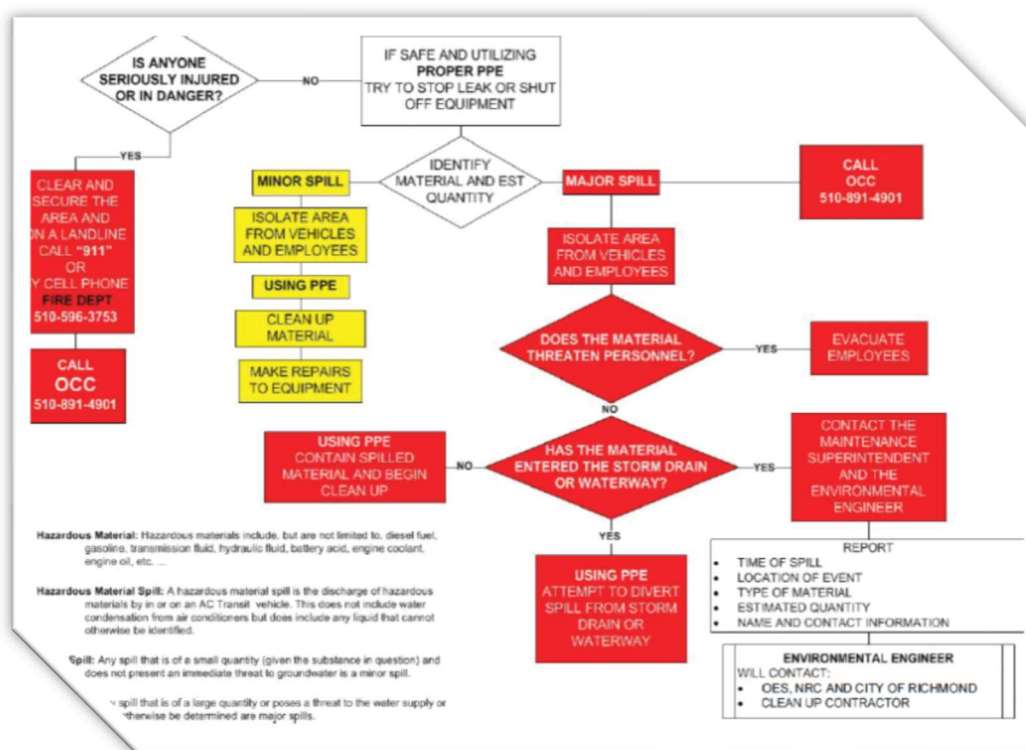 IS ANYONE
SERIOUSLY INJURED
OR IN DANGER?
NO
IF SAFE AND UTILIZING
PROPER PPE
TRY TO STOP LEAK OR SHUT
OFF EQUIPMENT
YES
CLEAR AND
SECURE THE
AREA AND
ON A LANDLINE
CALL "911"
OR
CELL PHONE
FIRE DEPT
510-596-3753
CALL
OCC
510-891-4901
IDENTIFY
MATERIAL AND EST
QUANTITY
MINOR SPILL
ISOLATE AREA
FROM VEHICLES
AND EMPLOYEES
USING PPE
CLEAN UP
MATERIAL
MAKE REPAIRS
TO EQUIPMENT
MAJOR SPILL
CALL
OCC
510-891-4901
ISOLATE AREA
FROM VEHICLES
AND EMPLOYEES
DOES THE MATERIAL
THREATEN PERSONNEL?
YES
EVACUATE
EMPLOYEES
NO
HAS THE MATERIAL
ENTERED THE STORM DRAIN
OR WATERWAY?
NO
USING PPE
CONTAIN SPILLED
MATERIAL AND BEGIN
CLEAN UP
YES
CONTACT THE
MAINTENANCE
SUPERINTENDENT
AND THE
ENVIRONMENTAL
ENGINEER
YES
USING PPE
ATTEMPT TO DIVERT
SPILL FROM STORM
DRAIN OR
WATERWAY
REPORT
• TIME OF SPILL
• LOCATION OF EVENT
• TYPE OF MATERIAL
• ESTIMATED QUANTITY
• NAME AND CONTACT INFORMATION
ENVIRONMENTAL ENGINEER
WILL CONTACT:
• OES, NRC AND CITY OF RICHMOND
• CLEAN UP CONTRACTOR
Hazardous Material: Hazardous materials include, but are not limited to, diesel fuel,
gasoline, transmission fluid, hydraulic fluid, battery acid, engine coolant,
engine oil, etc. ...
Hazardous Material Spill: A hazardous material spill is the discharge of hazardous
materials by in or on an AC Transit vehicle. This does not include water
condensation from air conditioners but does include any liquid that cannot
otherwise be identified.
Spill: Any spill that is of a small quantity (given the substance in question) and
does not present an immediate threat to groundwater is a minor spill.
spill that is of a large quantity or poses a threat to the water supply or
otherwise be determined are major spills.